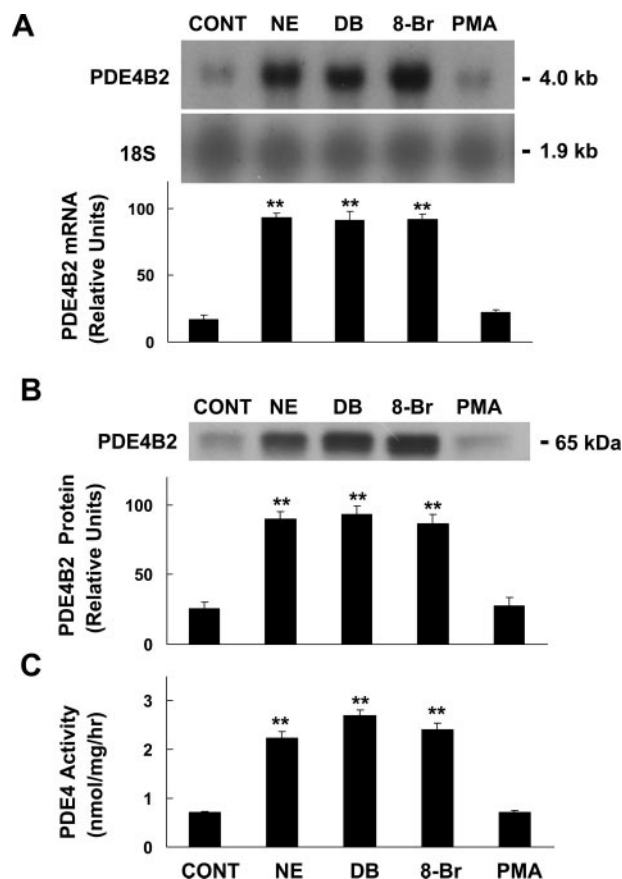 A
CONT NE DB 8-Br PMA
PDE4B2 - 4.0 kb
18S - 1.9 kb
PDE4B2 mRNA
(Relative Units)
100
50
0
** ** **
B
CONT NE DB 8-Br PMA
PDE4B2 - 65 kDa
PDE4B2 Protein
(Relative Units)
100
50
0
** ** **
C
PDE4 Activity
(nmol/mg/hr)
3
2
1
0
** ** **
CONT NE DB 8-Br PMA